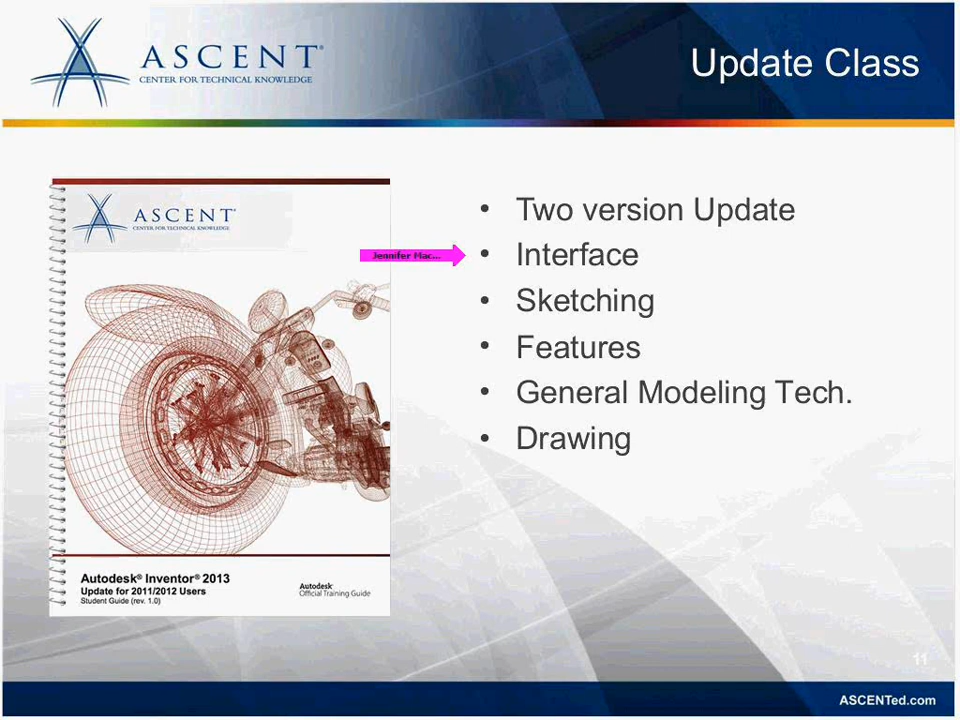 ASCENT®
CENTER FOR TECHNICAL KNOWLEDGE
Update Class
ASCENT®
CENTER FOR TECHNICAL KNOWLEDGE
Autodesk® Inventor® 2013
Update for 2011/2012 Users
Student Guide (rev. 1.0)
Autodesk®
Official Training Guide
• Two version Update
Jennifer Mac...
• Interface
• Sketching
• Features
• General Modeling Tech.
• Drawing
11
ASCENTed.com